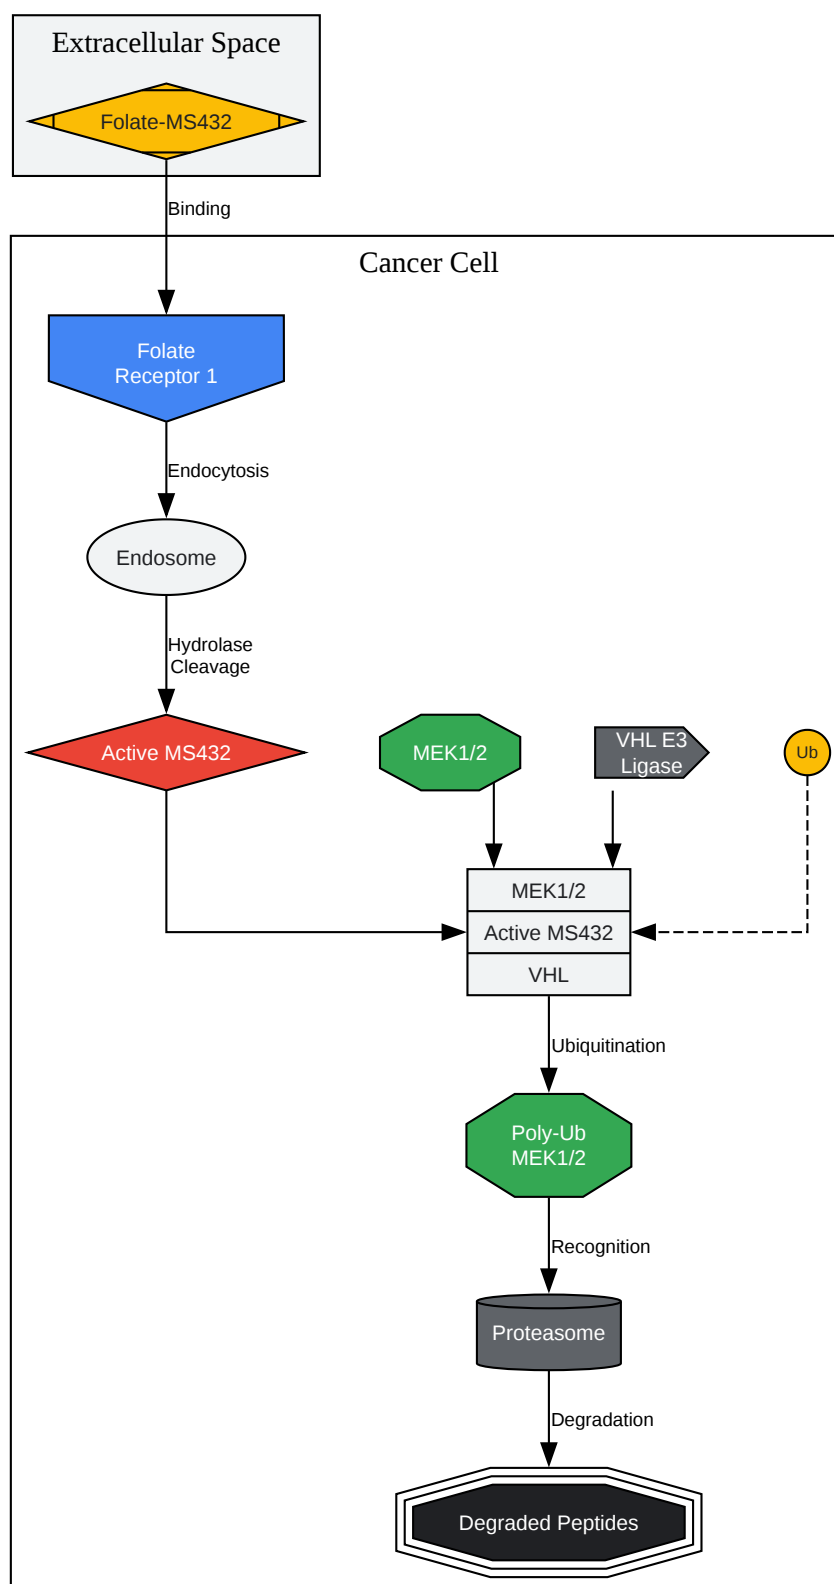 Extracellular Space
Folate-MS432
Binding
Cancer Cell
Folate
Receptor 1
Endocytosis
Endosome
Hydrolase
Cleavage
Active MS432
MEK1/2
VHL E3
Ligase
Ub
MEK1/2
Active MS432
VHL
Ubiquitination
Poly-Ub
MEK1/2
Recognition
Proteasome
Degradation
Degraded Peptides